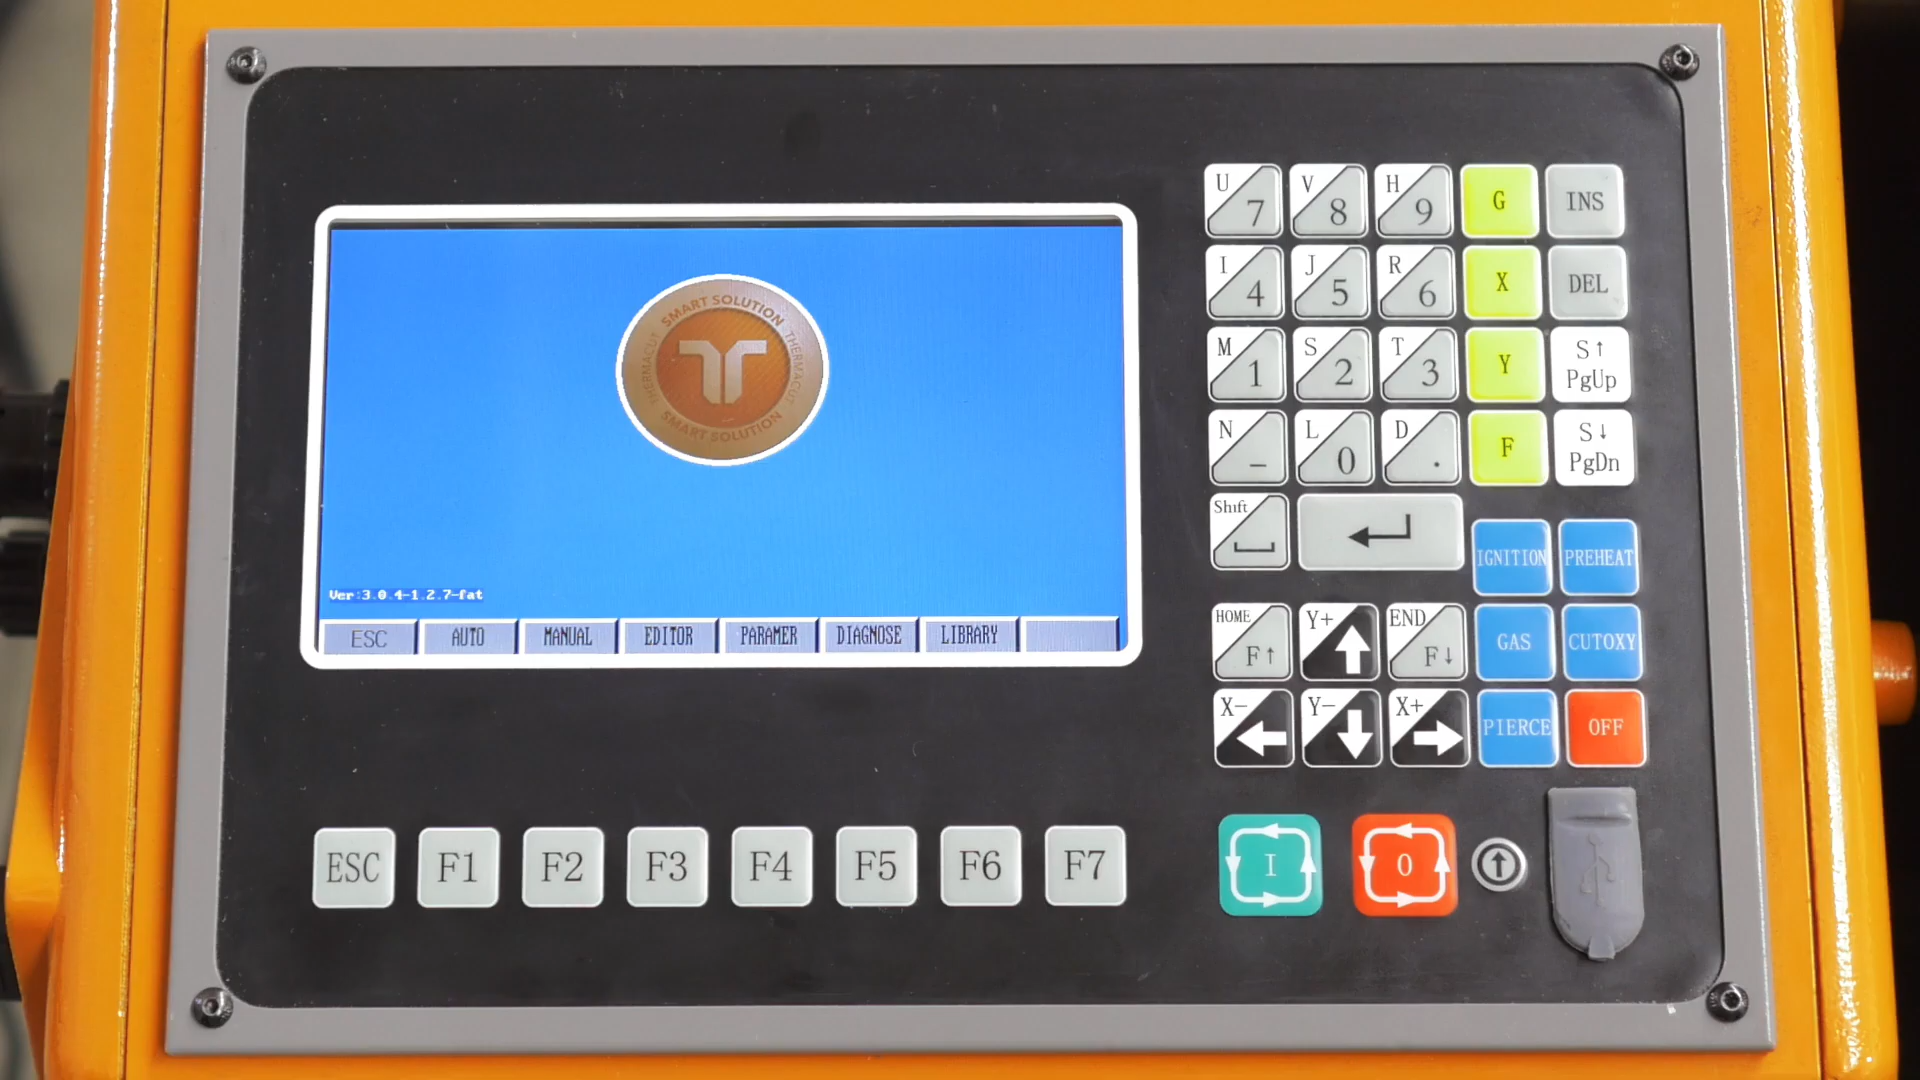 SMART SOLUTION
THERMACUT
THERMACUT
SMART SOLUTION
Ver:3.0.4-1.2.7-fat
ESC AUTO MANUAL EDITOR PARAMER DIAGNOSE LIBRARY
ESC F1 F2 F3 F4 F5 F6 F7
U 7 V 8 H 9 G INS
I 4 J 5 R 6 X DEL
M 1 S 2 T 3 Y S↑ PgUp
N - L 0 D . F S↓ PgDn
Shift
IGNITION PREHEAT
HOME F↑ Y+ END F↓ GAS CUTOXY
X- Y- X+ PIERCE OFF
I 0